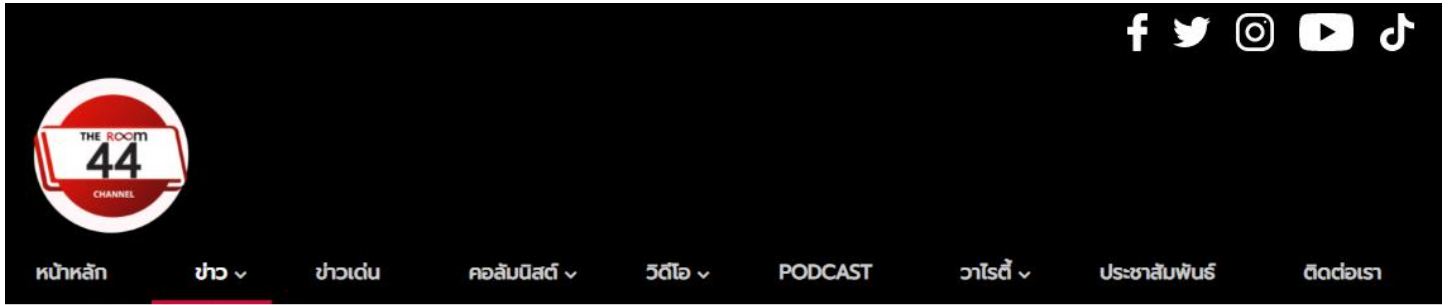 THE ROOM
44
CHANNEL
หน้าหลัก ข่าว ข่าวเด่น คอลัมนิสต์ วิดีโอ PODCAST วาไรตี้ ประชาสัมพันธ์ ติดต่อเรา